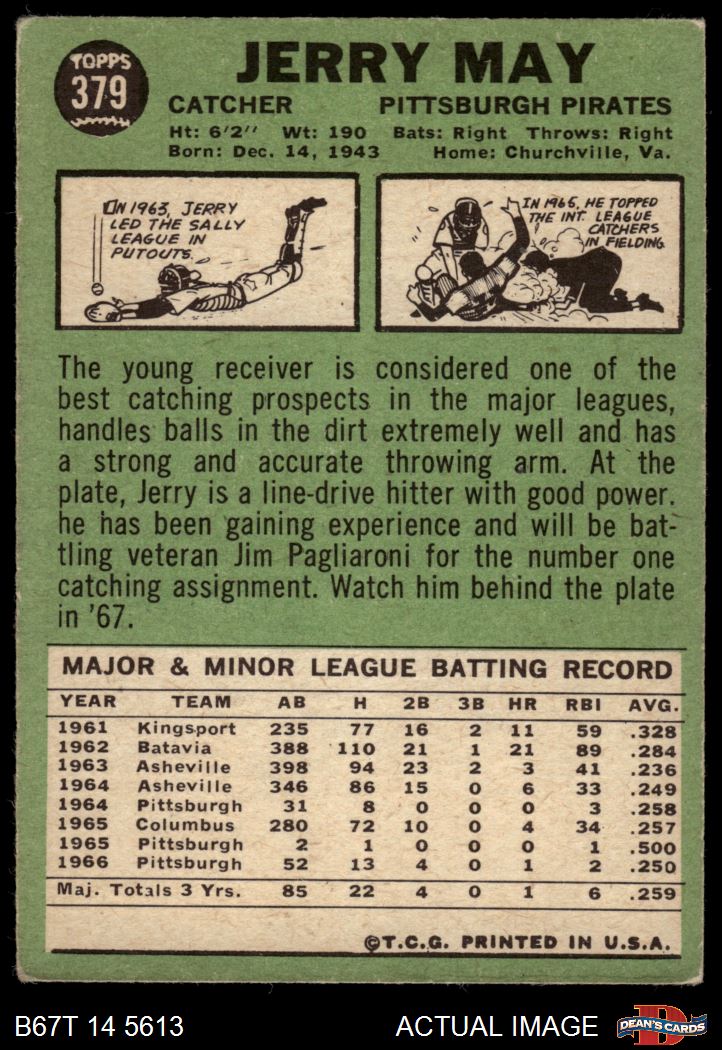 TOPPS
379
JERRY MAY
CATCHER PITTSBURGH PIRATES
Ht: 6'2" Wt: 190 Bats: Right Throws: Right
Born: Dec. 14, 1943 Home: Churchville, Va.
IN 1963, JERRY
LED THE SALLY
LEAGUE IN
PUTOUTS.
IN 1965, HE TOPPED
THE INT. LEAGUE
CATCHERS
IN FIELDING.
The young receiver is considered one of the
best catching prospects in the major leagues,
handles balls in the dirt extremely well and has
a strong and accurate throwing arm. At the
plate, Jerry is a line-drive hitter with good power.
he has been gaining experience and will be bat-
tling veteran Jim Pagliaroni for the number one
catching assignment. Watch him behind the plate
in '67.
MAJOR & MINOR LEAGUE BATTING RECORD
YEAR TEAM AB H 2B 3B HR RBI AVG.
1961 Kingsport 235 77 16 2 11 59 .328
1962 Batavia 388 110 21 1 21 89 .284
1963 Asheville 398 94 23 2 3 41 .236
1964 Asheville 346 86 15 0 6 33 .249
1964 Pittsburgh 31 8 0 0 0 3 .258
1965 Columbus 280 72 10 0 4 34 .257
1965 Pittsburgh 2 1 0 0 0 1 .500
1966 Pittsburgh 52 13 4 0 1 2 .250
Maj. Totals 3 Yrs. 85 22 4 0 1 6 .259
©T.C.G. PRINTED IN U.S.A.
B67T 14 5613 ACTUAL IMAGE
D
DEAN'S CARDS